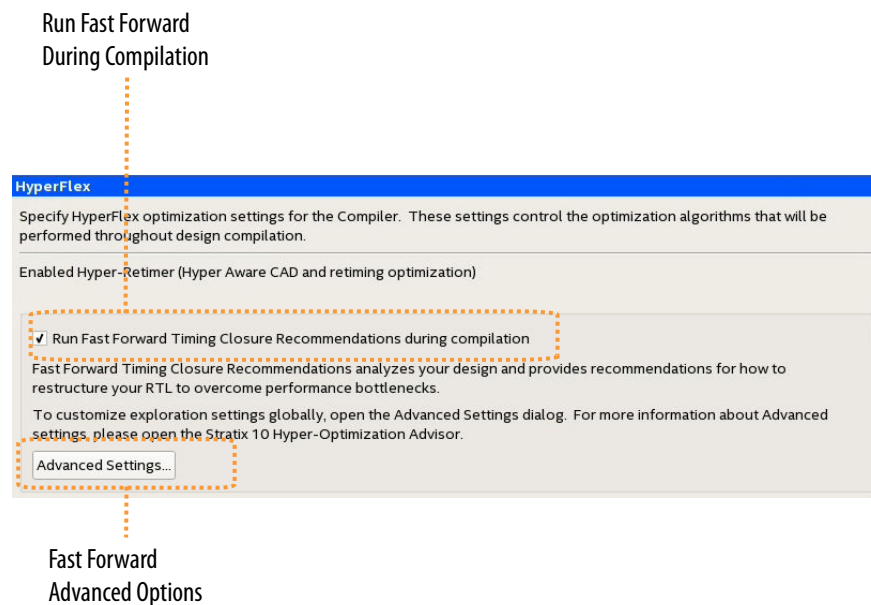 Run Fast Forward
During Compilation
HyperFlex
Specify HyperFlex optimization settings for the Compiler. These settings control the optimization algorithms that will be
performed throughout design compilation.
Enabled Hyper-Retimer (Hyper Aware CAD and retiming optimization)
Run Fast Forward Timing Closure Recommendations during compilation
Fast Forward Timing Closure Recommendations analyzes your design and provides recommendations for how to
restructure your RTL to overcome performance bottlenecks.
To customize exploration settings globally, open the Advanced Settings dialog. For more information about Advanced
settings, please open the Stratix 10 Hyper-Optimization Advisor.
Advanced Settings...
Fast Forward
Advanced Options